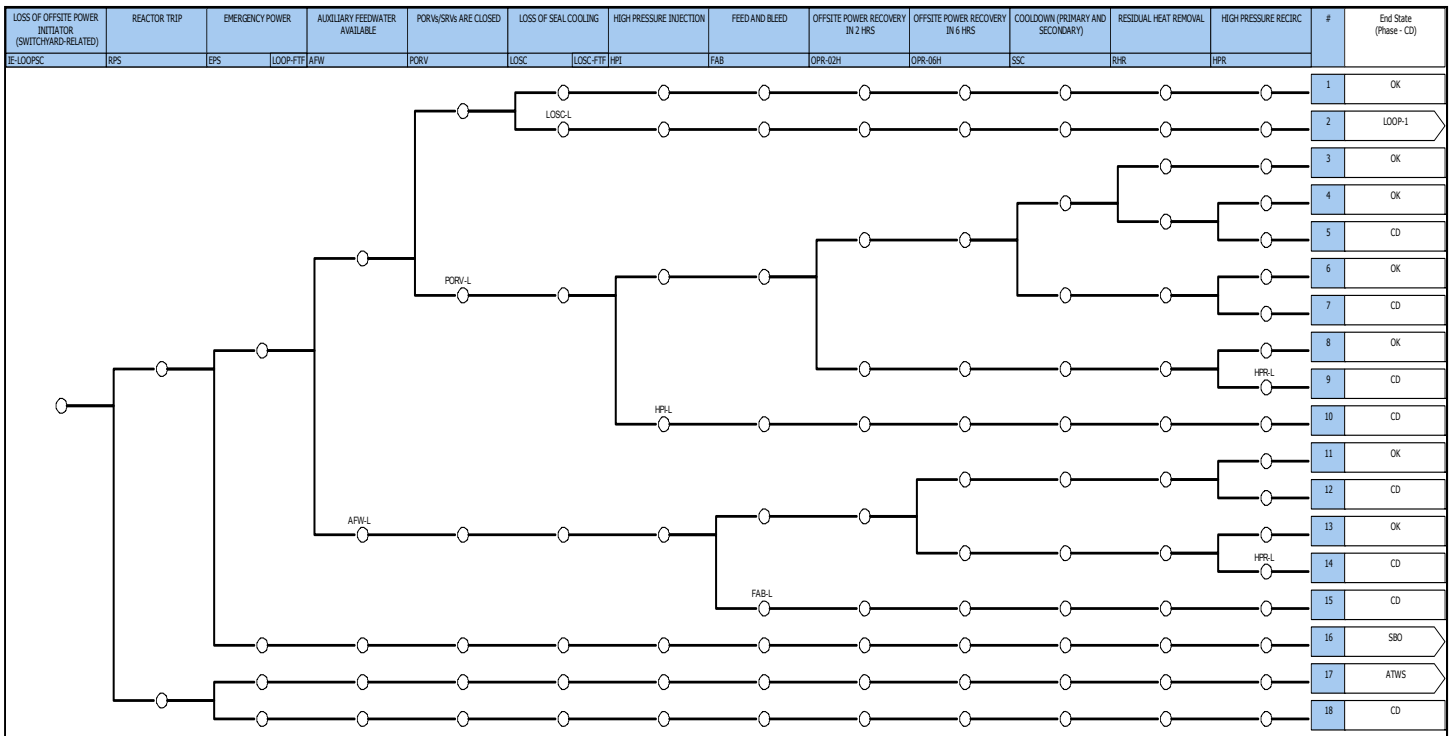 LOSS OF OFFSITE POWER
INITIATOR
(SWITCHYARD-RELATED)
REACTOR TRIP
EMERGENCY POWER
AUXILIARY FEEDWATER
AVAILABLE
PORVs/SRVs ARE CLOSED
LOSS OF SEAL COOLING
HIGH PRESSURE INJECTION
FEED AND BLEED
OFFSITE POWER RECOVERY
IN 2 HRS
OFFSITE POWER RECOVERY
IN 6 HRS
COOLDOWN (PRIMARY AND
SECONDARY)
RESIDUAL HEAT REMOVAL
HIGH PRESSURE RECIRC
#
End State
(Phase - CD)
IE-LOOPSC
RPS
EPS
LOOP-FTF
AFW
PORV
LOSC
LOSC-FTF
HPI
FAB
OPR-02H
OPR-06H
SSC
RHR
HPR
1 OK
LOSC-L
2 LOOP-1
3 OK
4 OK
5 CD
6 OK
PORV-L
7 CD
8 OK
HPR-L
9 CD
HPI-L
10 CD
11 OK
12 CD
AFW-L
13 OK
HPR-L
14 CD
FAB-L
15 CD
16 SBO
17 ATWS
18 CD